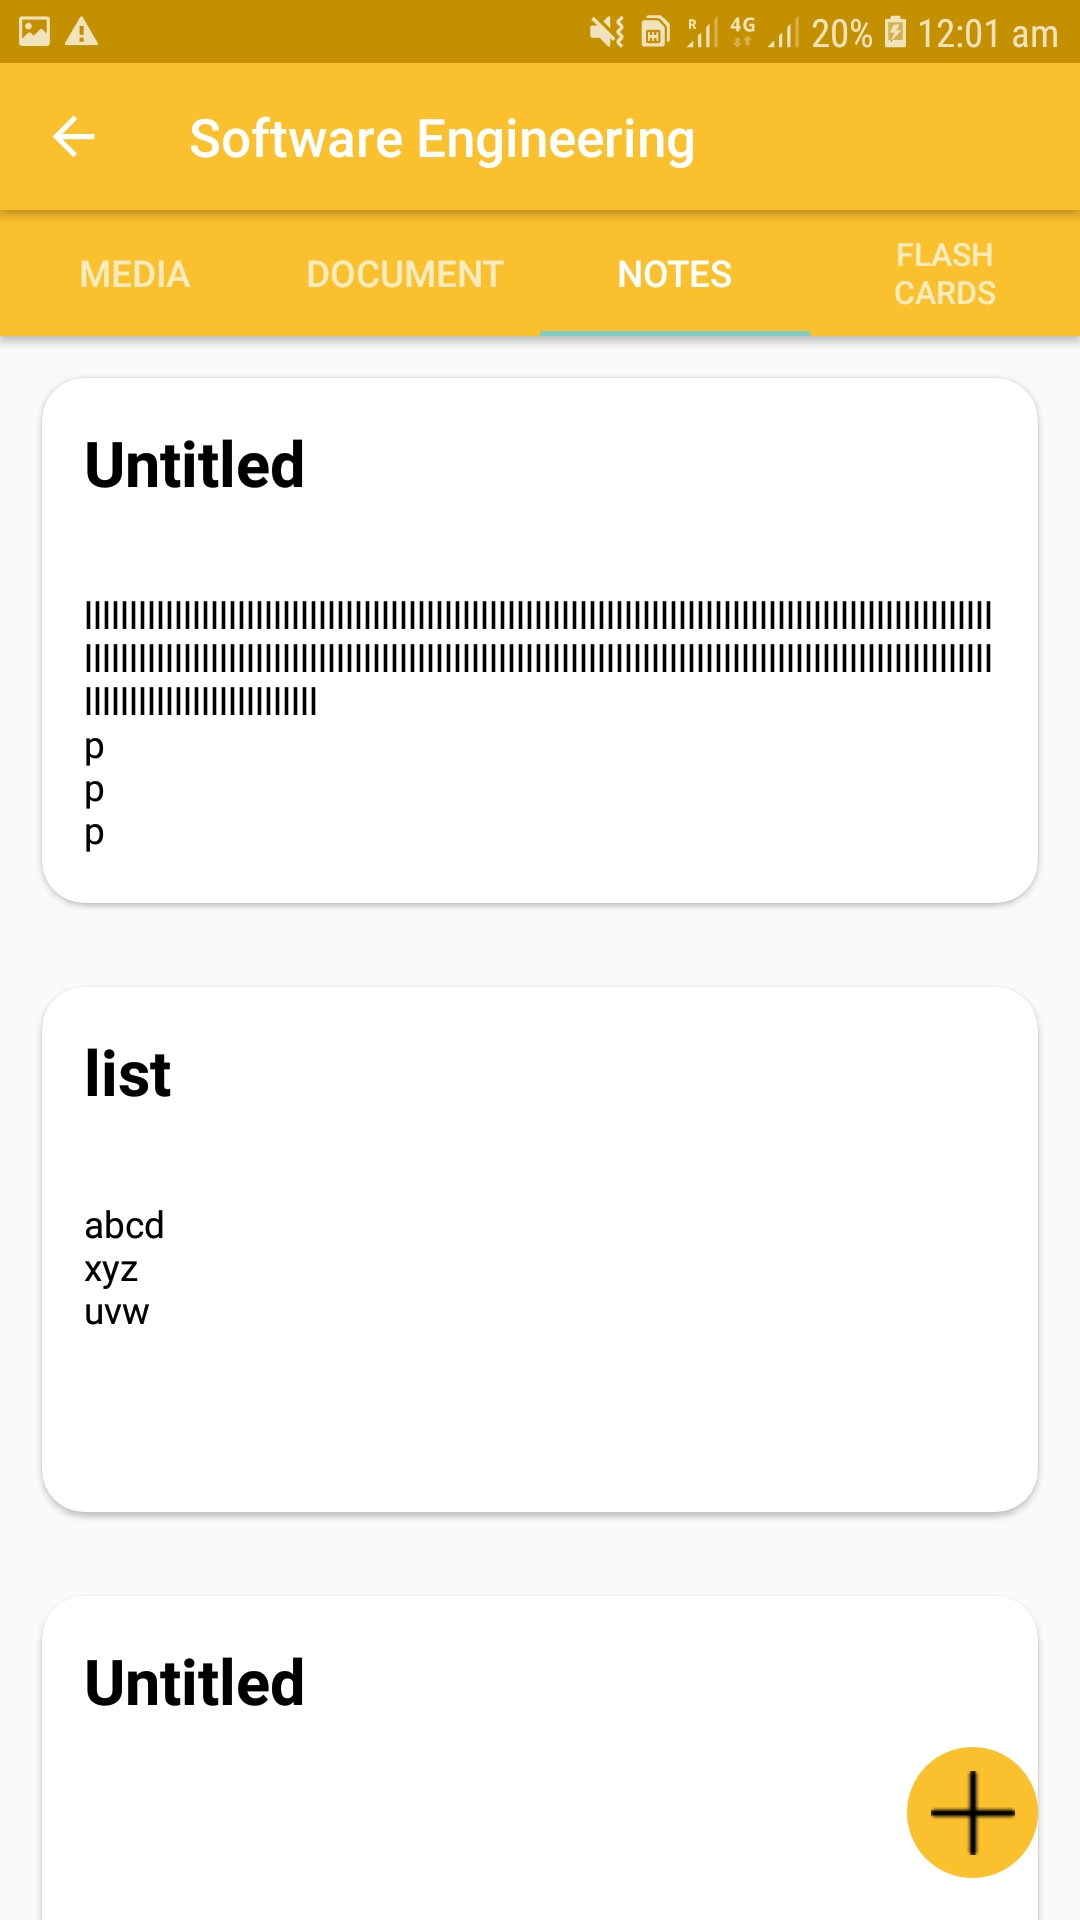 R 4G 20% 12:01 am
Software Engineering
MEDIA DOCUMENT NOTES FLASH CARDS
Untitled
p
p
p
list
abcd
xyz
uvw
Untitled